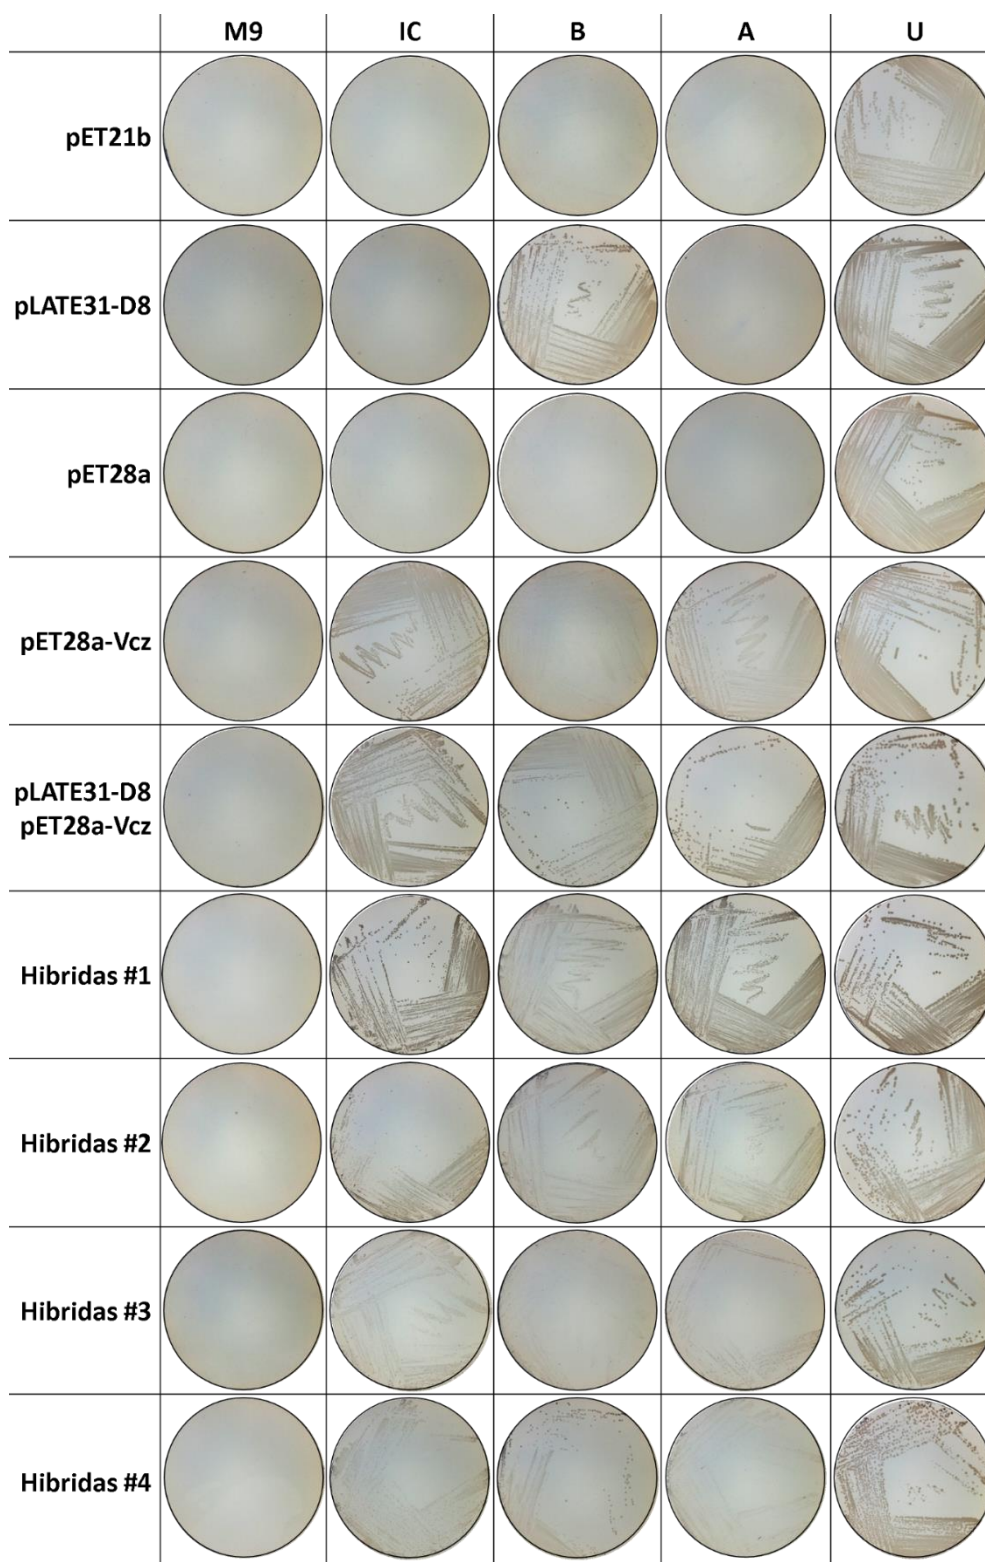 M9 IC B A U
pET21b
pLATE31-D8
pET28a
pET28a-Vcz
pLATE31-D8
pET28a-Vcz
Hibridas #1
Hibridas #2
Hibridas #3
Hibridas #4